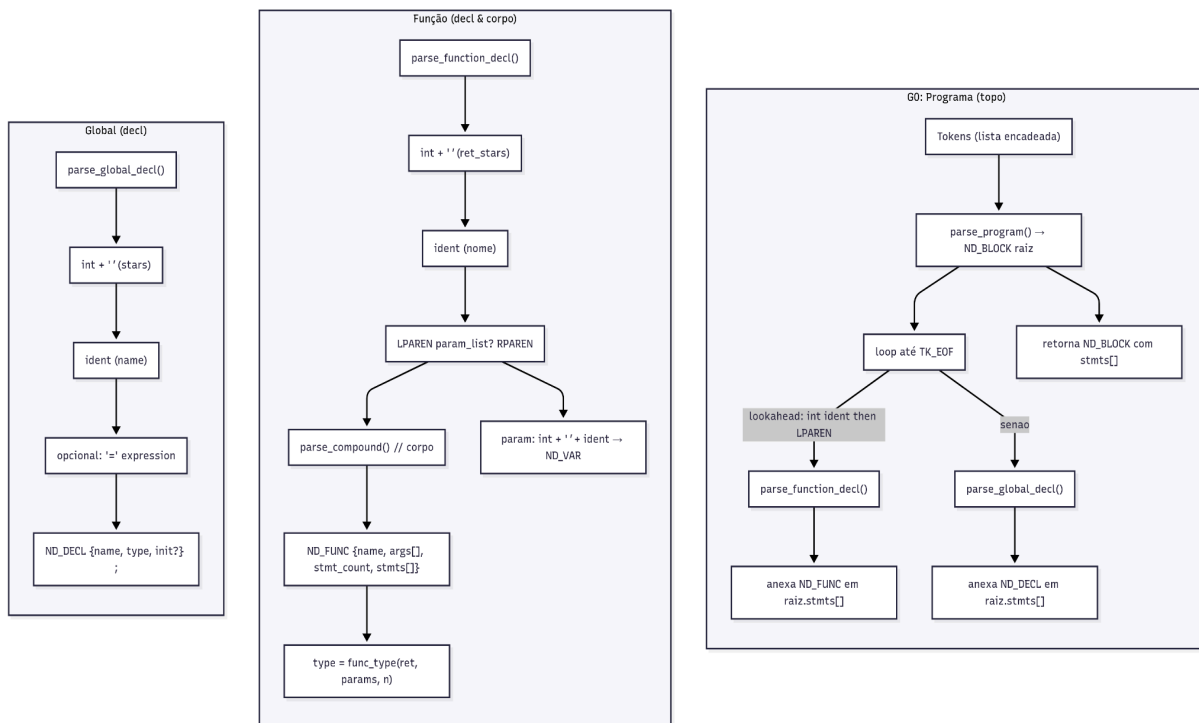 Global (decl)
parse_global_decl()
int + '' (stars)
ident (name)
opcional: '=' expression
ND_DECL {name, type, init?}
;
Função (decl & corpo)
parse_function_decl()
int + '' (ret_stars)
ident (nome)
LPAREN param_list? RPAREN
parse_compound() // corpo
param: int + '' + ident →
ND_VAR
ND_FUNC {name, args[],
stmt_count, stmts[]}
type = func_type(ret,
params, n)
G0: Programa (topo)
Tokens (lista encadeada)
parse_program() →
ND_BLOCK raiz
loop até TK_EOF
retorna ND_BLOCK com
stmts[]
lookahead: int ident then
LPAREN
senao
parse_function_decl()
parse_global_decl()
anexa ND_FUNC em
raiz.stmts[]
anexa ND_DECL em
raiz.stmts[]